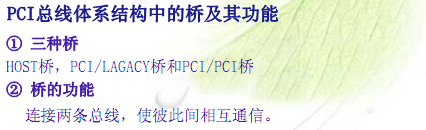 PCI总线体系结构中的桥及其功能
① 三种桥
HOST桥，PCI/LAGACY桥和PCI/PCI桥
② 桥的功能
连接两条总线，使彼此间相互通信。